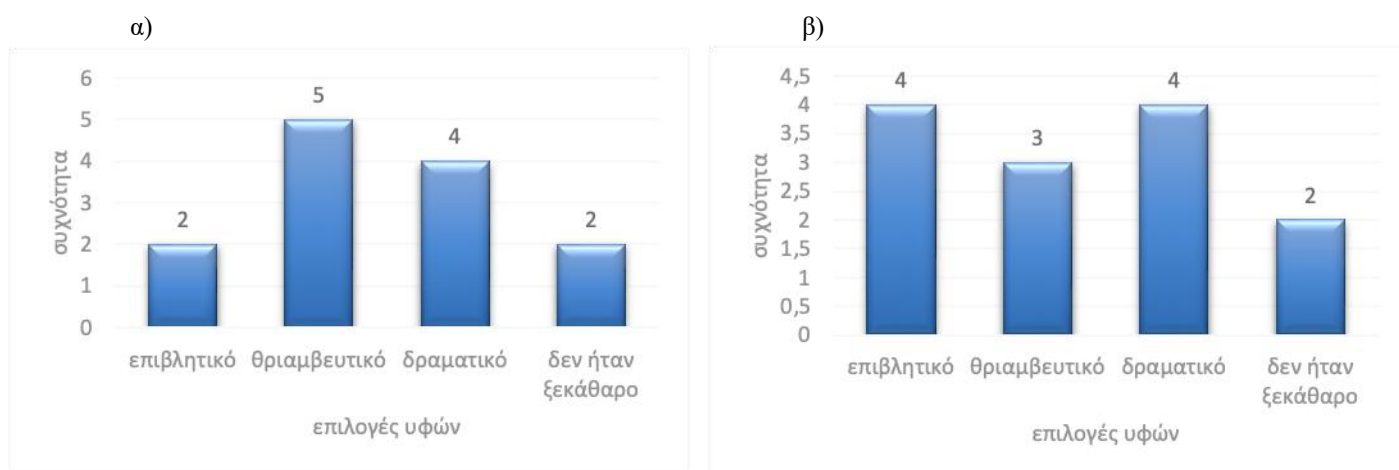 α)
6
5
4
3
2
1
0
συχνότητα
2
5
4
2
επιβλητικό θριαμβευτικό δραματικό δεν ήταν
ξεκάθαρο
επιλογές υφών
β)
4,5
4
3,5
3
2,5
2
1,5
1
0,5
0
συχνότητα
4
3
4
2
επιβλητικό θριαμβευτικό δραματικό δεν ήταν
ξεκάθαρο
επιλογές υφών